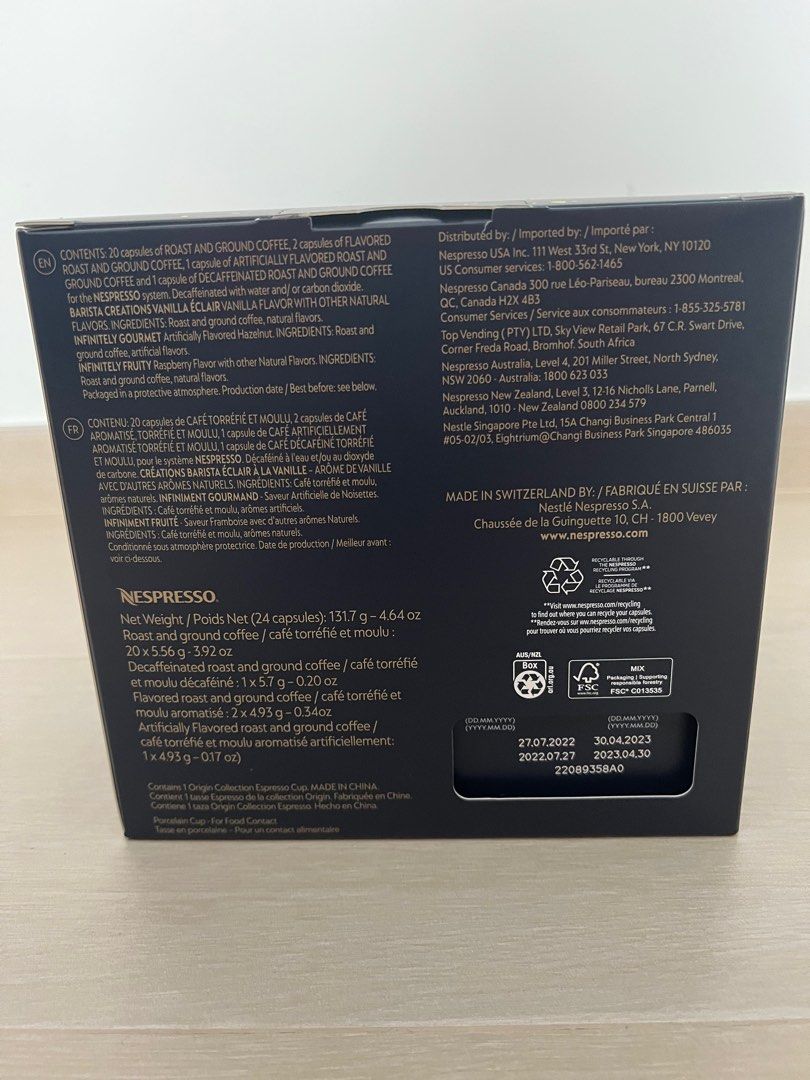 EN
CONTENTS: 20 capsules of ROAST AND GROUND COFFEE, 2 capsules of FLAVORED
ROAST AND GROUND COFFEE, 1 capsule of ARTIFICIALLY FLAVORED ROAST AND
GROUND COFFEE and 1 capsule of DECAFFEINATED ROAST AND GROUND COFFEE
for the NESPRESSO system. Decaffeinated with water and/ or carbon dioxide.
BARISTA CREATIONS VANILLA ÉCLAIR VANILLA FLAVOR WITH OTHER NATURAL
FLAVORS. INGREDIENTS: Roast and ground coffee, natural flavors.
INFINITELY GOURMET Artificially Flavored Hazelnut. INGREDIENTS: Roast and
ground coffee, artificial flavors.
INFINITELY FRUITY Raspberry Flavor with other Natural Flavors. INGREDIENTS:
Roast and ground coffee, natural flavors.
Packaged in a protective atmosphere. Production date / Best before: see below.
FR
CONTENU: 20 capsules de CAFÉ TORRÉFIÉ ET MOULU, 2 capsules de CAFÉ
AROMATISÉ, TORRÉFIÉ ET MOULU, 1 capsule de CAFÉ ARTIFICIELLEMENT
AROMATISÉ TORRÉFIÉ ET MOULU, 1 capsule de CAFÉ DÉCAFÉINÉ TORRÉFIÉ
ET MOULU, pour le système NESPRESSO. Décaféiné à l'eau et/ou au dioxyde
de carbone. CRÉATIONS BARISTA ÉCLAIR À LA VANILLE - ARÔME DE VANILLE
AVEC D'AUTRES ARÔMES NATURELS. INGRÉDIENTS: Café torréfié et moulu,
arômes naturels. INFINIMENT GOURMAND - Saveur Artificielle de Noisettes.
INGRÉDIENTS : Café torréfié et moulu, arômes artificiels.
INFINIMENT FRUITÉ - Saveur Framboise avec d'autres arômes Naturels.
INGRÉDIENTS : Café torréfié et moulu, arômes naturels.
Conditionné sous atmosphère protectrice. Date de production / Meilleur avant :
voir ci-dessous.
NESPRESSO.
Net Weight / Poids Net (24 capsules): 131.7 g – 4.64 oz
Roast and ground coffee / café torréfié et moulu :
20 x 5.56 g - 3.92 oz
Decaffeinated roast and ground coffee / café torréfié
et moulu décaféiné : 1 x 5.7 g – 0.20 oz
Flavored roast and ground coffee / café torréfié et
moulu aromatisé : 2 x 4.93 g – 0.34oz
Artificially Flavored roast and ground coffee /
café torréfié et moulu aromatisé artificiellement:
1 x 4.93 g – 0.17 oz)
Contains 1 Origin Collection Espresso Cup. MADE IN CHINA.
Contient 1 tasse Espresso de la collection Origin. Fabriquée en Chine.
Contiene 1 taza Origin Collection Espresso. Hecho en China.
Porcelain Cup - For Food Contact
Tasse en porcelaine - Pour un contact alimentaire
Distributed by: / Imported by: / Importé par :
Nespresso USA Inc. 111 West 33rd St, New York, NY 10120
US Consumer services: 1-800-562-1465
Nespresso Canada 300 rue Léo-Pariseau, bureau 2300 Montreal,
QC, Canada H2X 4B3
Consumer Services / Service aux consommateurs : 1-855-325-5781
Top Vending ( PTY) LTD, Sky View Retail Park, 67 C.R. Swart Drive,
Corner Freda Road, Bromhof. South Africa
Nespresso Australia, Level 4, 201 Miller Street, North Sydney,
NSW 2060 - Australia: 1800 623 033
Nespresso New Zealand, Level 3, 12-16 Nicholls Lane, Parnell,
Auckland, 1010 - New Zealand 0800 234 579
Nestle Singapore Pte Ltd, 15A Changi Business Park Central 1
#05-02/03, Eightrium@Changi Business Park Singapore 486035
MADE IN SWITZERLAND BY: / FABRIQUÉ EN SUISSE PAR :
Nestlé Nespresso S.A.
Chaussée de la Guinguette 10, CH - 1800 Vevey
www.nespresso.com
RECYCLABLE THROUGH
THE NESPRESSO
RECYCLING PROGRAM**
RECYCLABLE VIA
LE PROGRAMME DE
RECYCLAGE NESPRESSO**
**Visit www.nespresso.com/recycling
to find out where you can recycle your capsules.
**Rendez-vous sur ww.nespresso.com/recycling
pour trouver où vous pourriez recycler vos capsules.
AUS/NZL
Box
arl.org.au
FSC
www.fsc.org
MIX
Packaging | Supporting
responsible forestry
FSC® C013535
(DD.MM.YYYY) (DD.MM.YYYY)
(YYYY.MM.DD) (YYYY.MM.DD)
27.07.2022 30.04.2023
2022.07.27 2023.04.30
22089358A0